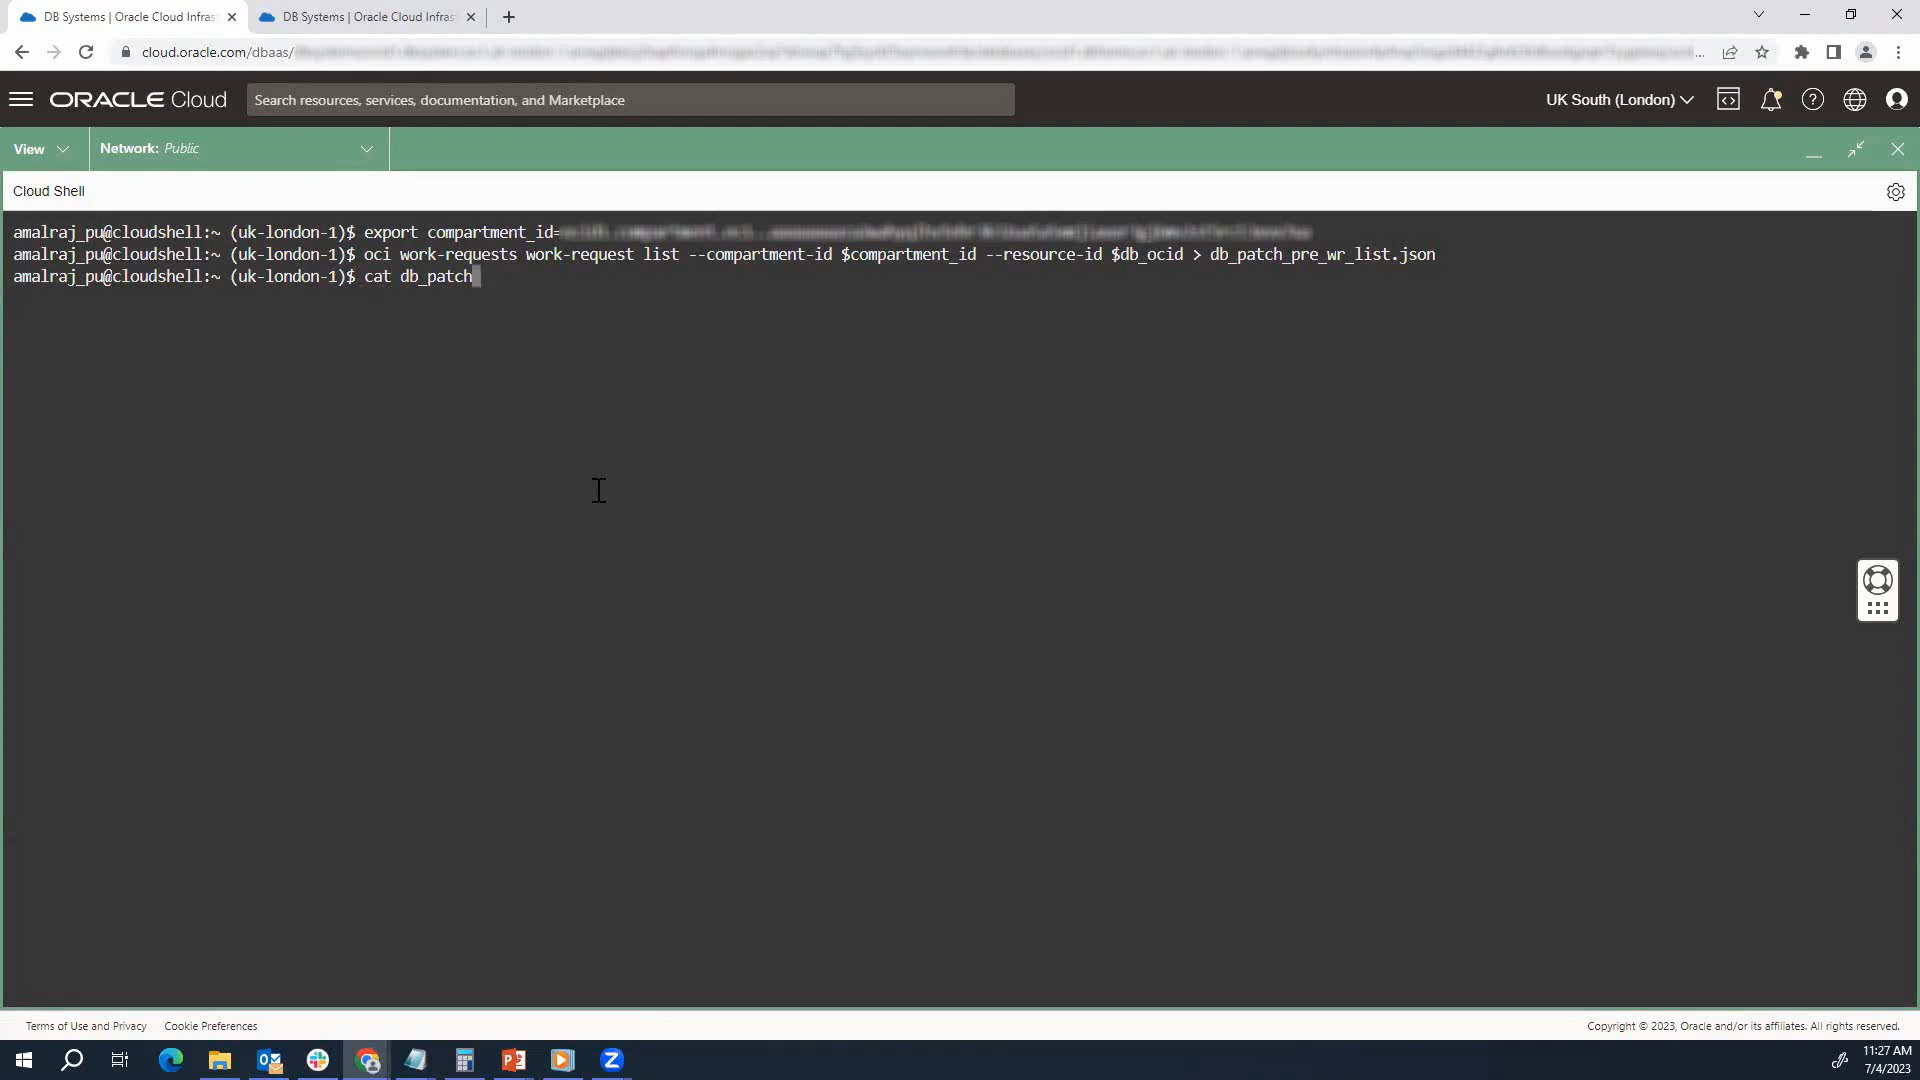 DB Systems | Oracle Cloud Infras
DB Systems | Oracle Cloud Infras
cloud.oracle.com/dbaas/
ORACLE Cloud
Search resources, services, documentation, and Marketplace
UK South (London)
View
Network: Public
Cloud Shell
amalraj_pu@cloudshell:~ (uk-london-1)$ export compartment_id=
amalraj_pu@cloudshell:~ (uk-london-1)$ oci work-requests work-request list --compartment-id $compartment_id --resource-id $db_ocid > db_patch_pre_wr_list.json
amalraj_pu@cloudshell:~ (uk-london-1)$ cat db_patch
Terms of Use and Privacy
Cookie Preferences
Copyright © 2023, Oracle and/or its affiliates. All rights reserved.
11:27 AM
7/4/2023